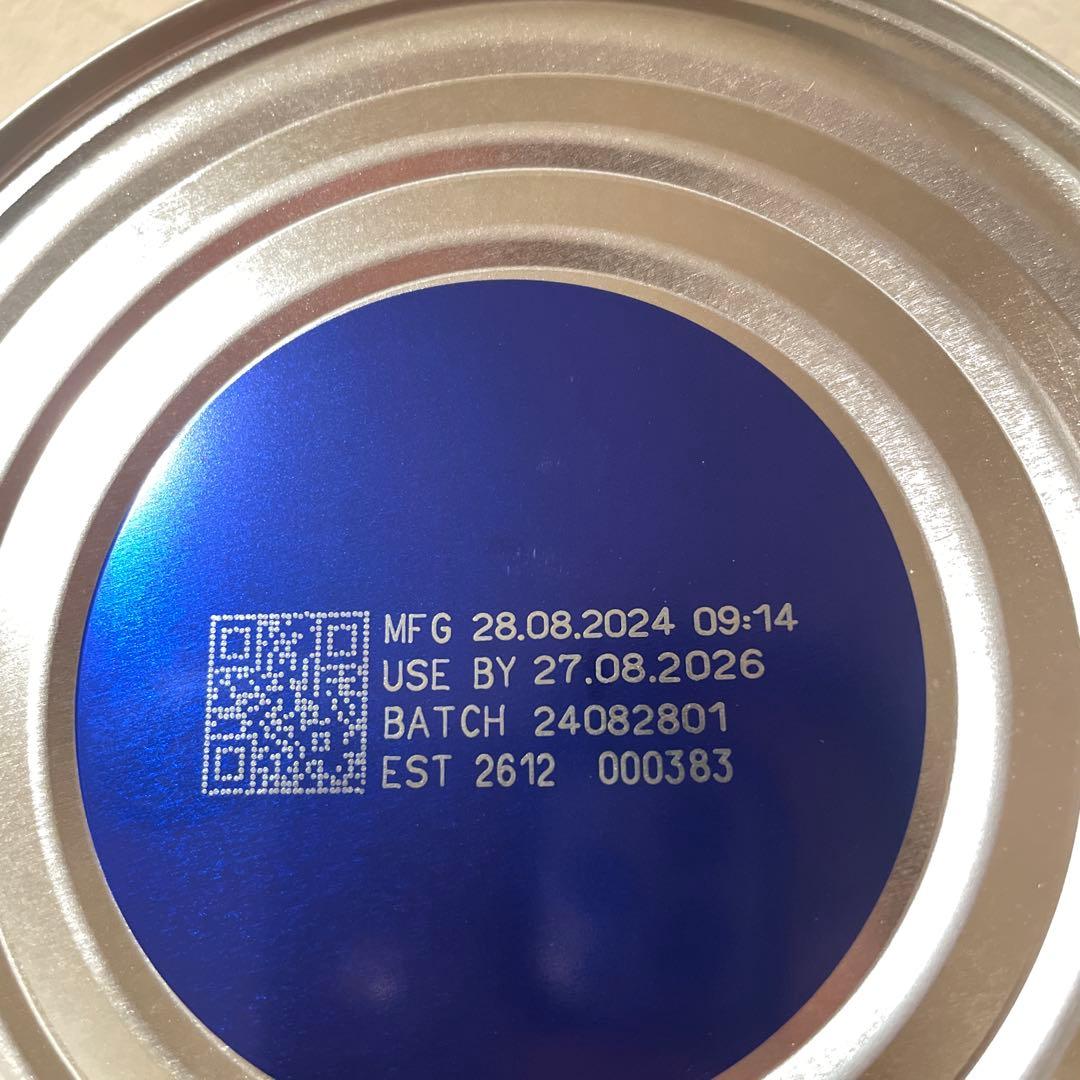 MFG 28.08.2024 09:14
USE BY 27.08.2026
BATCH 24082801
EST 2612 000383